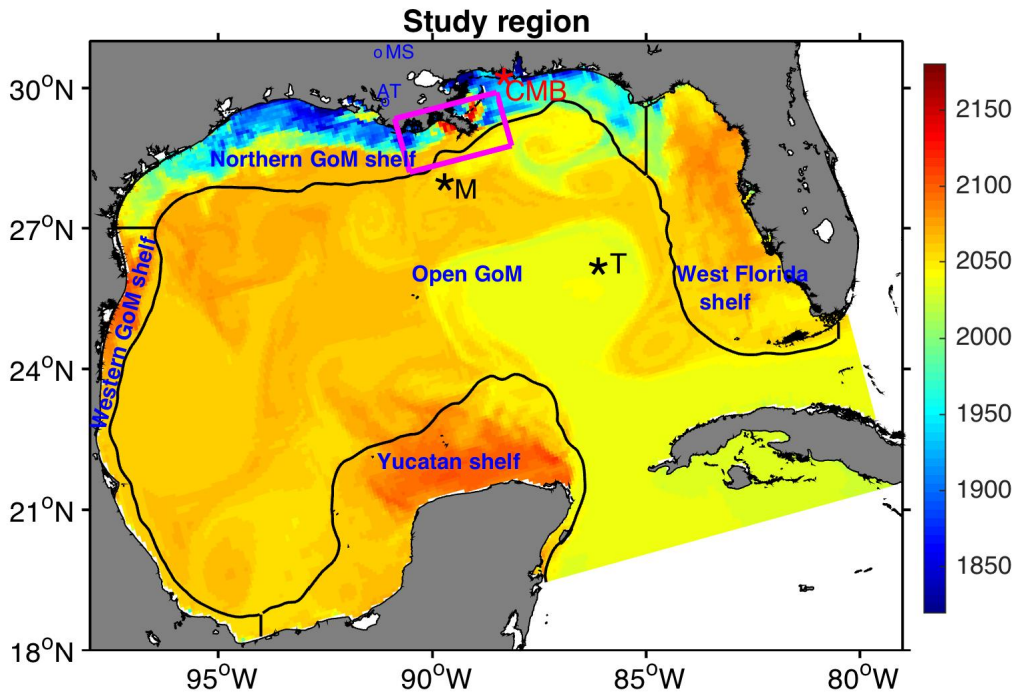 Study region
MS
30°N
AT
CMB
2150
Northern GoM shelf
2100
M
27°N
2050
Open GoM
T
West Florida
shelf
Western GoM shelf
2000
24°N
1950
Yucatan shelf
1900
21°N
1850
18°N
95°W
90°W
85°W
80°W